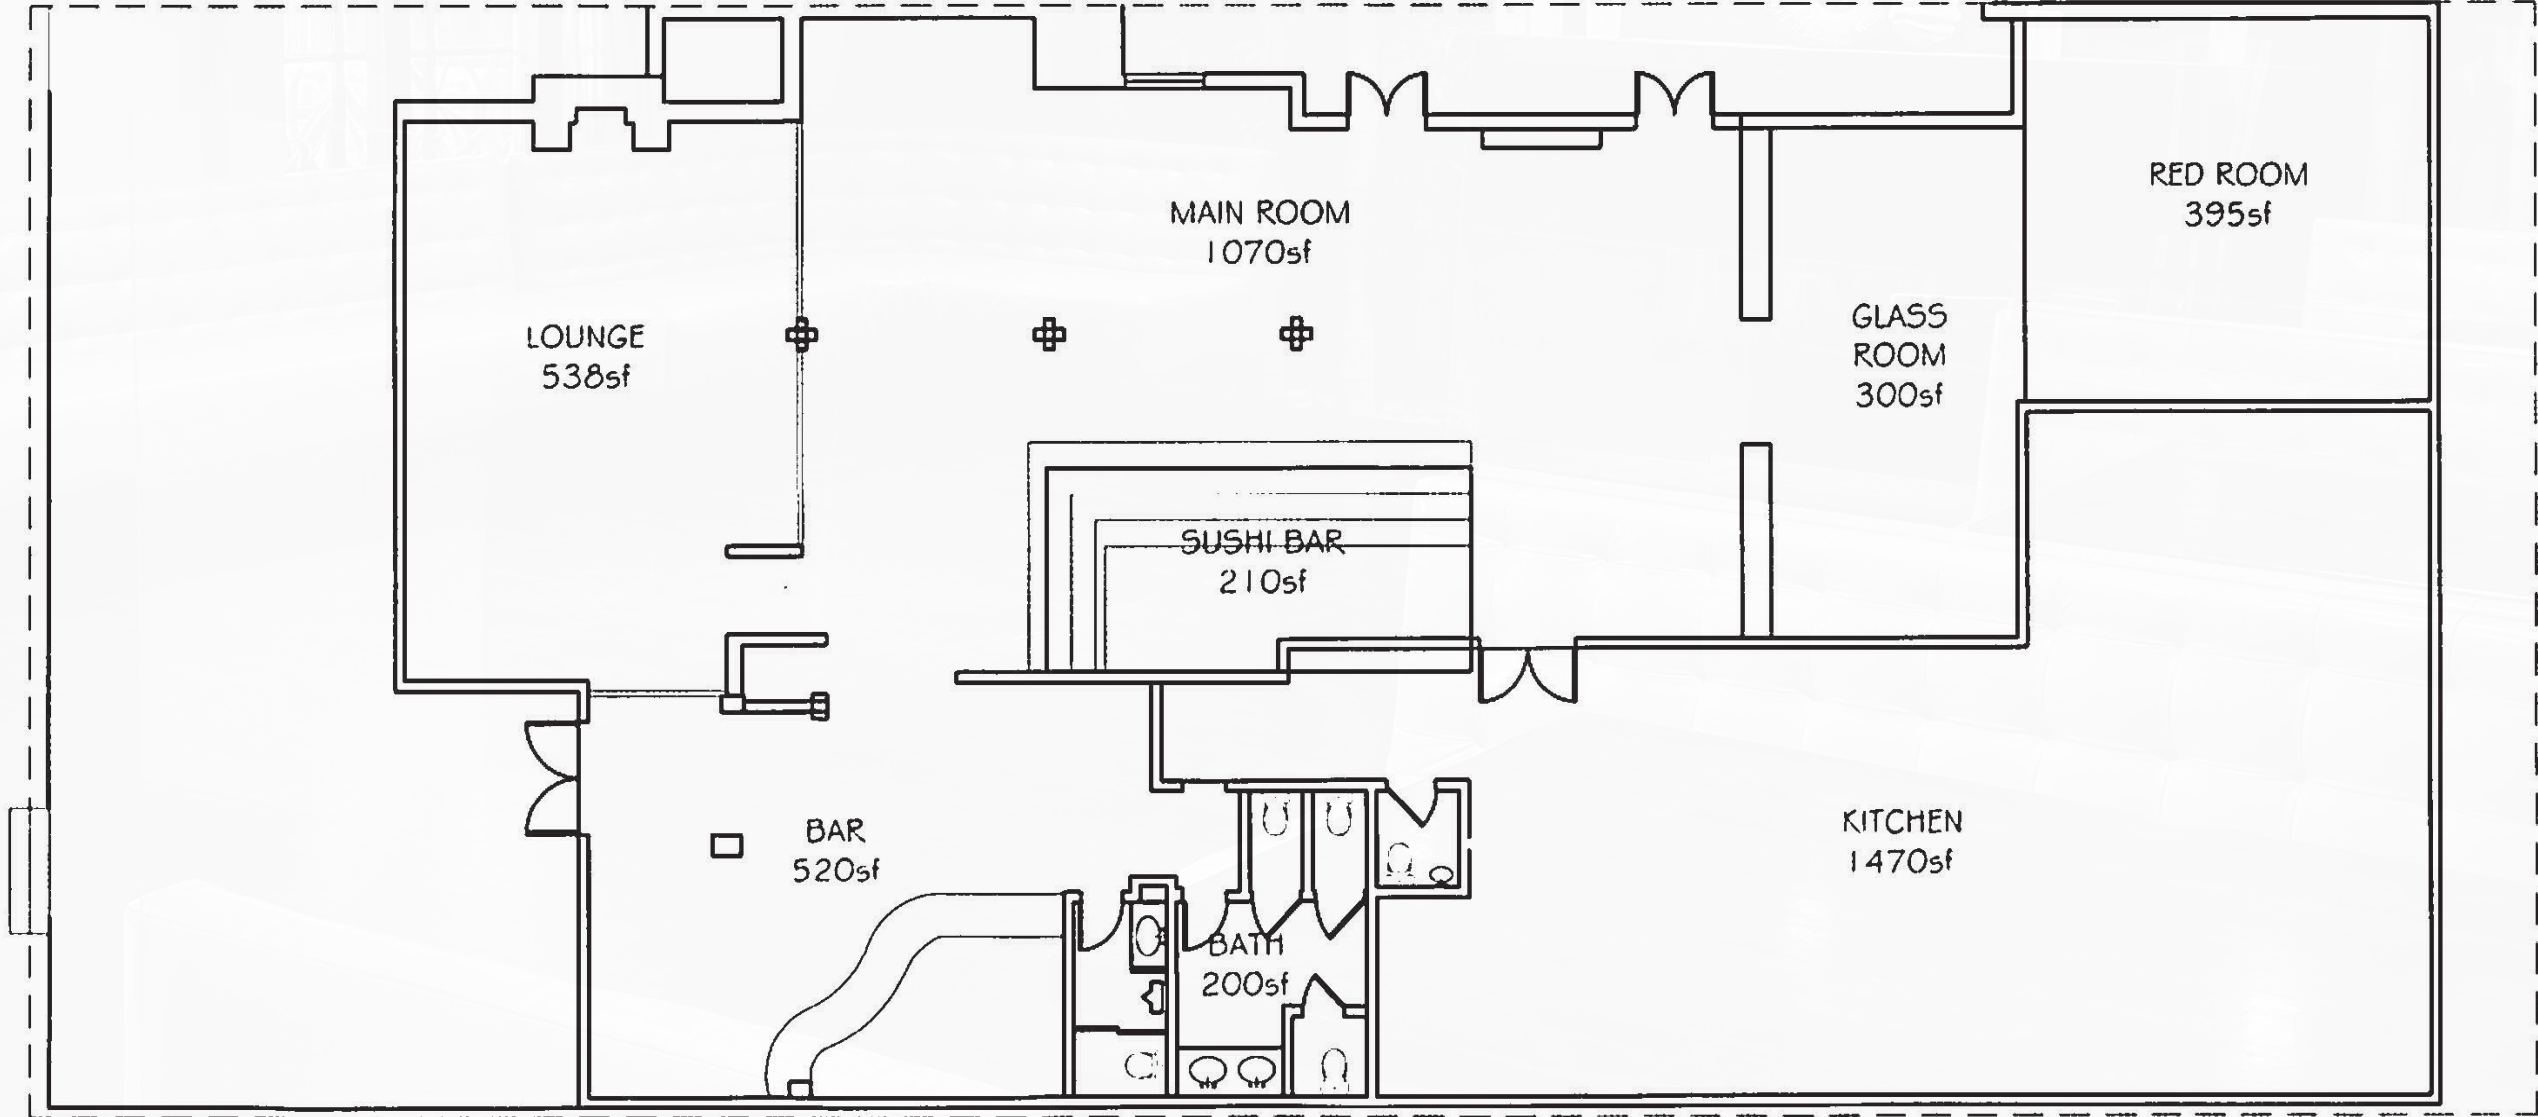 RED ROOM
395sf
MAIN ROOM
1070sf
GLASS
ROOM
300sf
LOUNGE
538sf
SUSHI BAR
210sf
KITCHEN
1470sf
BAR
520sf
BATH
200sf